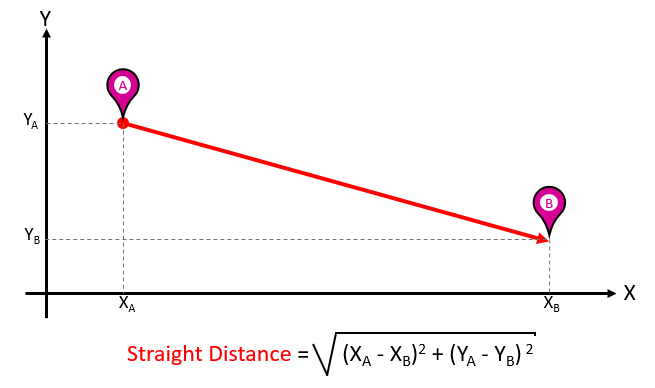 Y
A
Y_A
B
Y_B
X
X_A
X_B
Straight Distance = √(X_A - X_B)² + (Y_A - Y_B)²